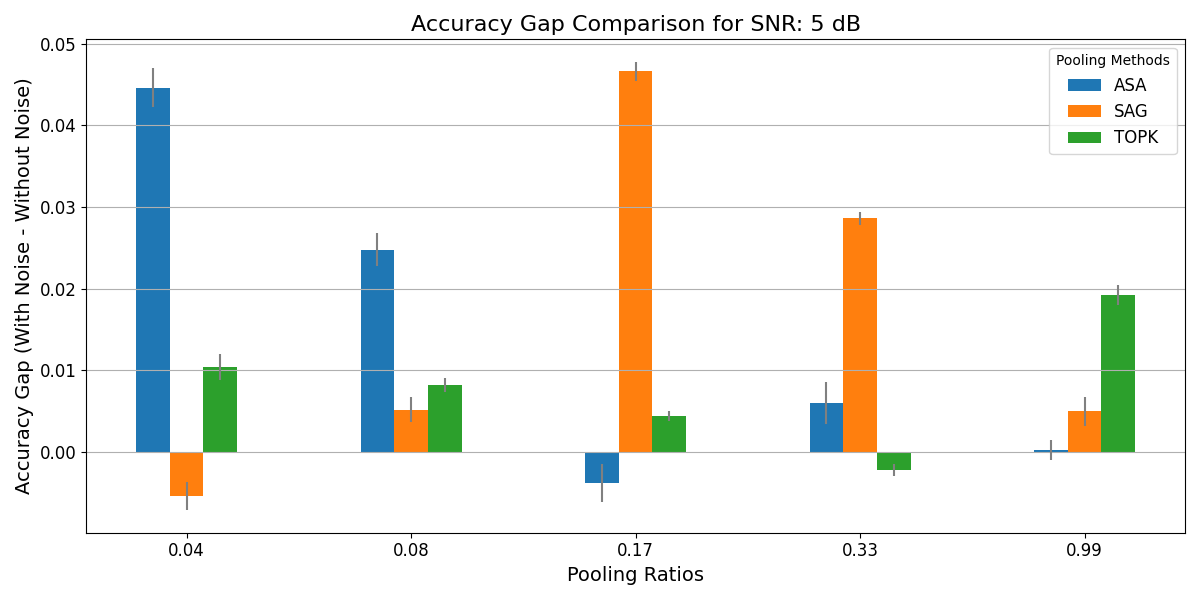 Accuracy Gap Comparison for SNR: 5 dB
Accuracy Gap (With Noise - Without Noise)
0.05
0.04
0.03
0.02
0.01
0.00
Pooling Methods
ASA
SAG
TOPK
0.04
0.08
0.17
0.33
0.99
Pooling Ratios